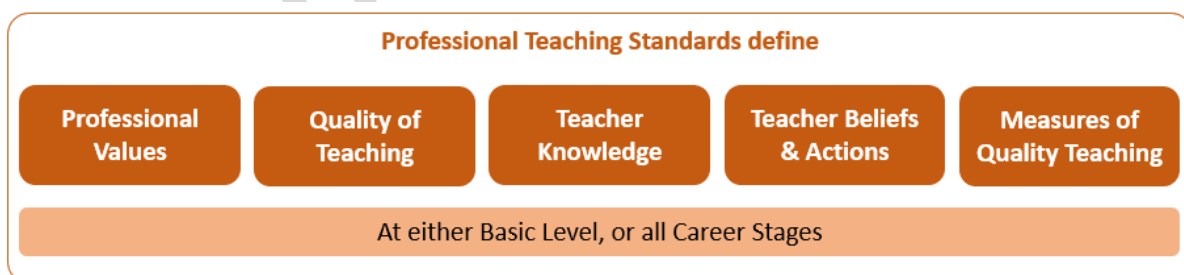 Professional Teaching Standards define
Professional
Values
Quality of
Teaching
Teacher
Knowledge
Teacher Beliefs
& Actions
Measures of
Quality Teaching
At either Basic Level, or all Career Stages